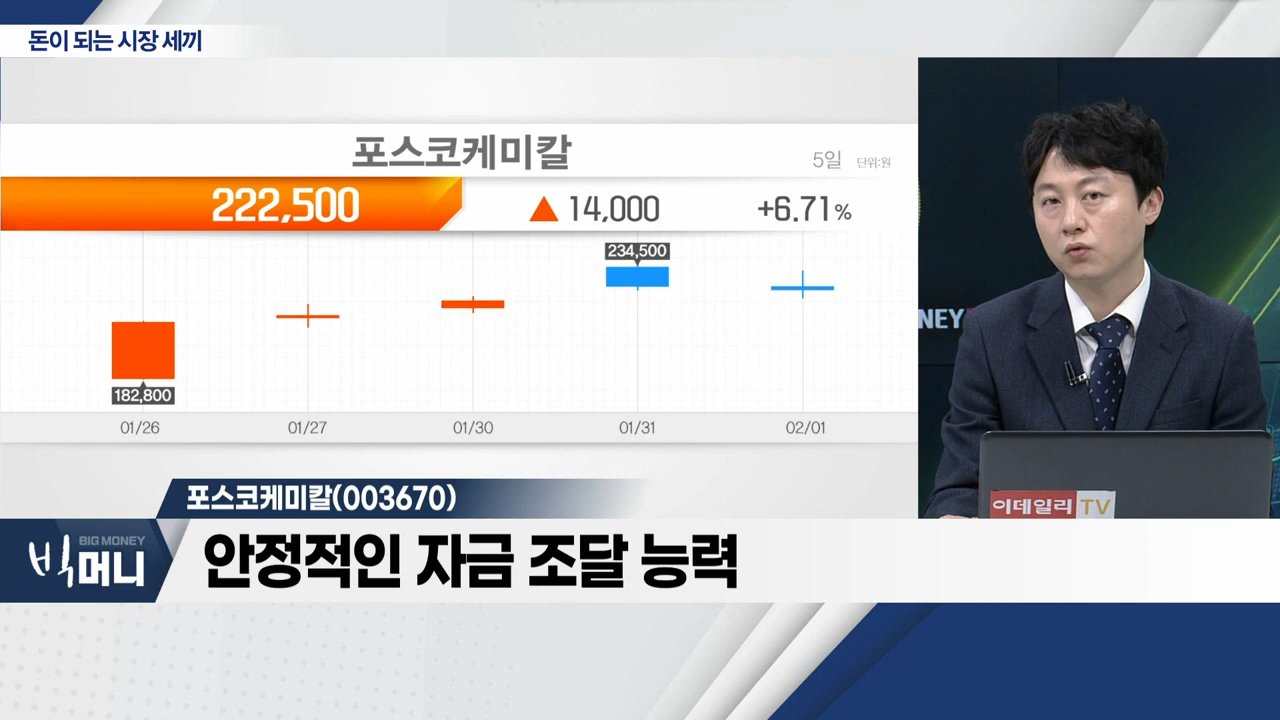 돈이 되는 시장 세끼
포스코케미칼
5일 단위:원
222,500 ▲ 14,000 +6.71%
234,500
182,800
01/26 01/27 01/30 01/31 02/01
NEY
이데일리TV
포스코케미칼(003670)
BIG MONEY
빅머니
안정적인 자금 조달 능력